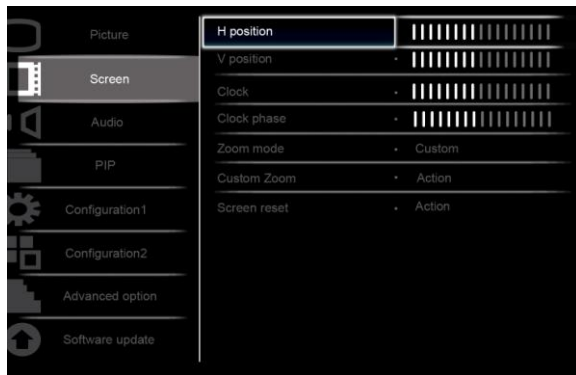 Picture
Screen
Audio
PIP
Configuration1
Configuration2
Advanced option
Software update
H position
V position
Clock
Clock phase
Zoom mode · Custom
Custom Zoom · Action
Screen reset · Action